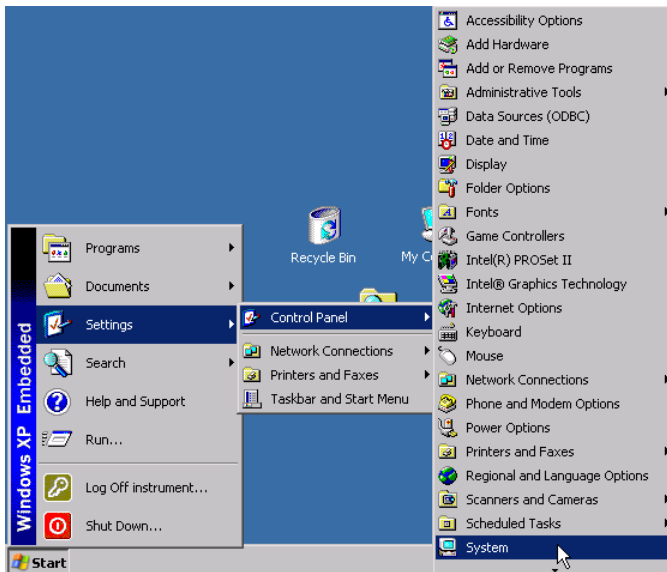 Accessibility Options
Add Hardware
Add or Remove Programs
Administrative Tools
Data Sources (ODBC)
Date and Time
Display
Folder Options
Fonts
Game Controllers
Intel(R) PROSet II
Intel® Graphics Technology
Internet Options
Keyboard
Mouse
Network Connections
Phone and Modem Options
Power Options
Printers and Faxes
Regional and Language Options
Scanners and Cameras
Scheduled Tasks
System
Recycle Bin
My C
Control Panel
Network Connections
Printers and Faxes
Taskbar and Start Menu
Programs
Documents
Settings
Search
Help and Support
Run...
Log Off instrument...
Shut Down...
Windows XP Embedded
Start